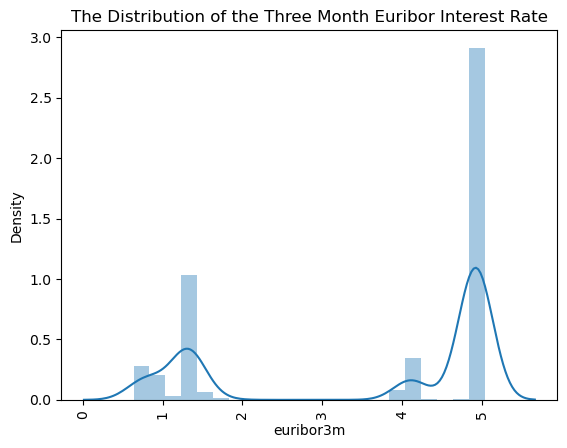 The Distribution of the Three Month Euribor Interest Rate
3.0
2.5
2.0
1.5
1.0
0.5
0.0
Density
0 1 2 3 4 5
euribor3m